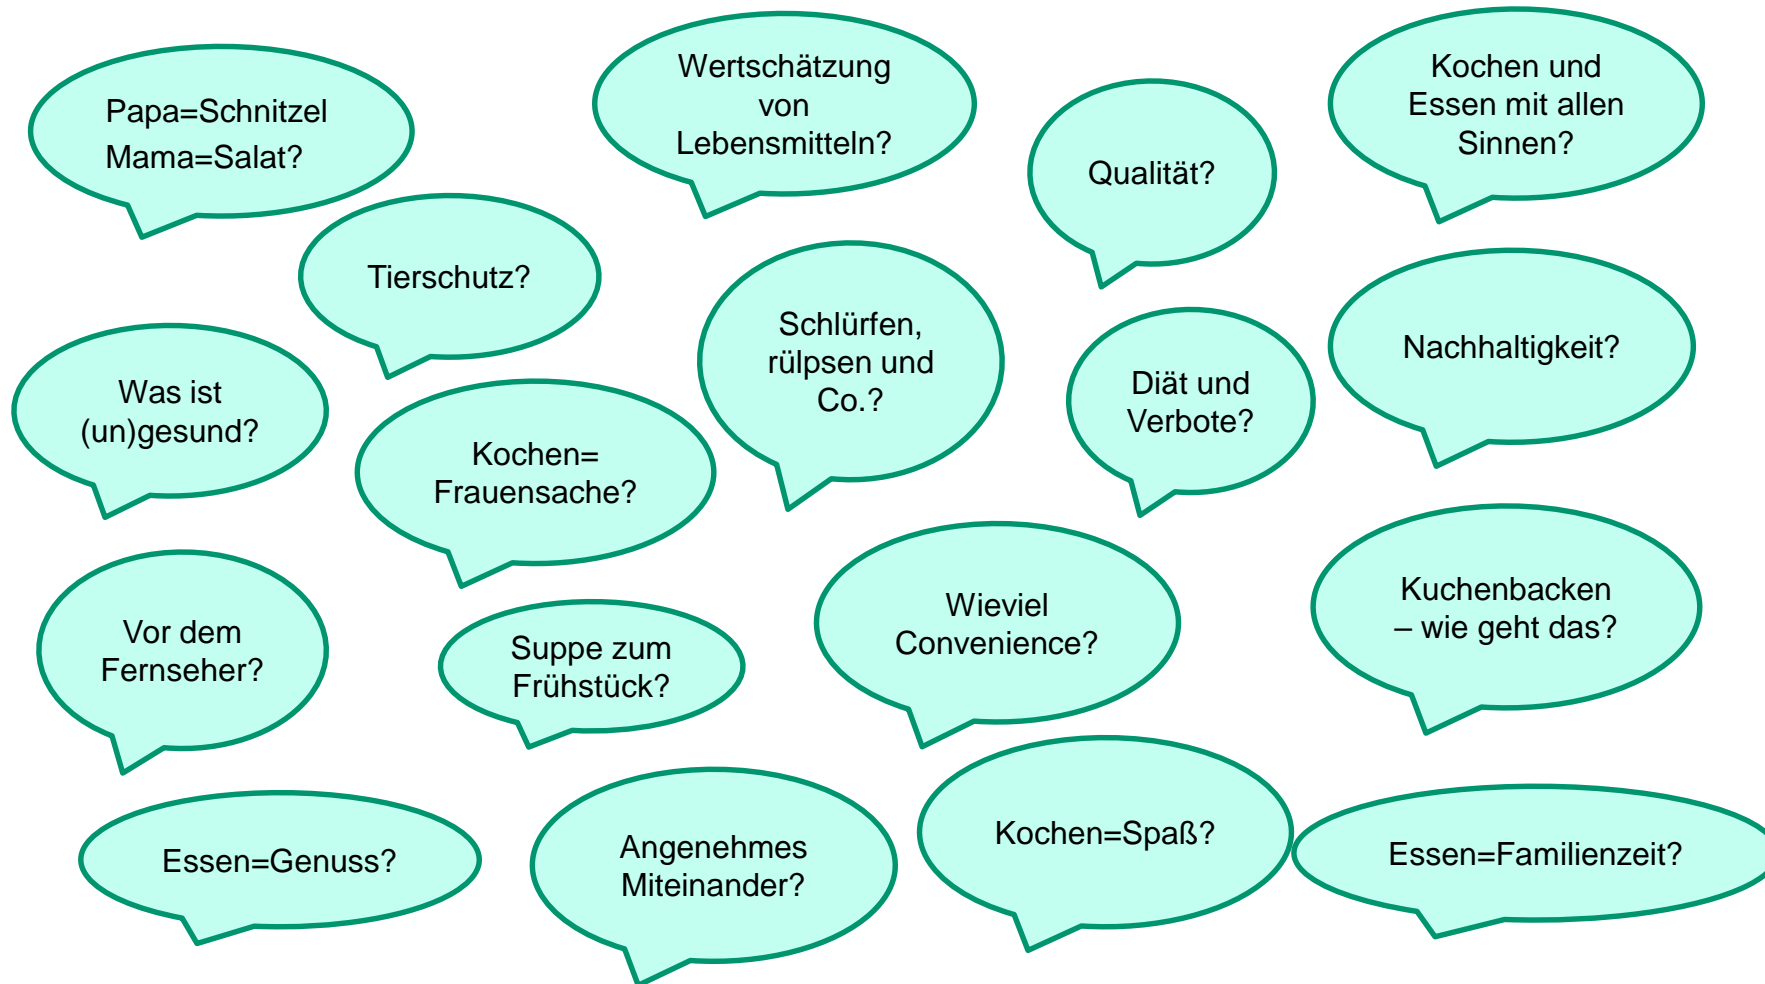 Papa=Schnitzel
Mama=Salat?
Wertschätzung
von
Lebensmitteln?
Qualität?
Kochen und
Essen mit allen
Sinnen?
Tierschutz?
Schlürfen,
rülpsen und
Co.?
Diät und
Verbote?
Nachhaltigkeit?
Was ist
(un)gesund?
Kochen=
Frauensache?
Vor dem
Fernseher?
Suppe zum
Frühstück?
Wieviel
Convenience?
Kuchenbacken
– wie geht das?
Essen=Genuss?
Angenehmes
Miteinander?
Kochen=Spaß?
Essen=Familienzeit?